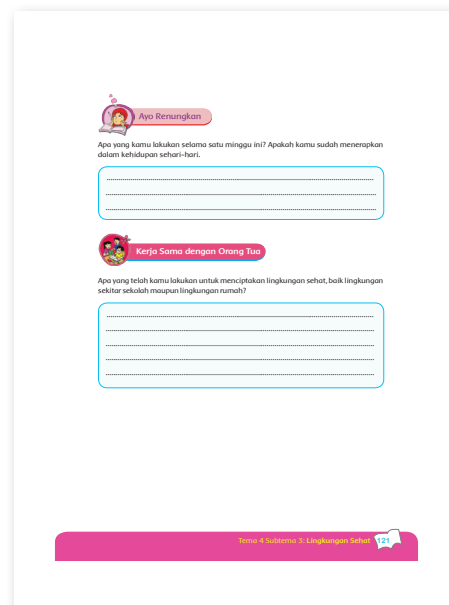 Ayo Renungkan
Apa yang kamu lakukan selama satu minggu ini? Apakah kamu sudah menerapkan
dalam kehidupan sehari-hari.
Kerja Sama dengan Orang Tua
Apa yang telah kamu lakukan untuk menciptakan lingkungan sehat, baik lingkungan
sekitar sekolah maupun lingkungan rumah?
Tema 4 Subtema 3: Lingkungan Sehat 121